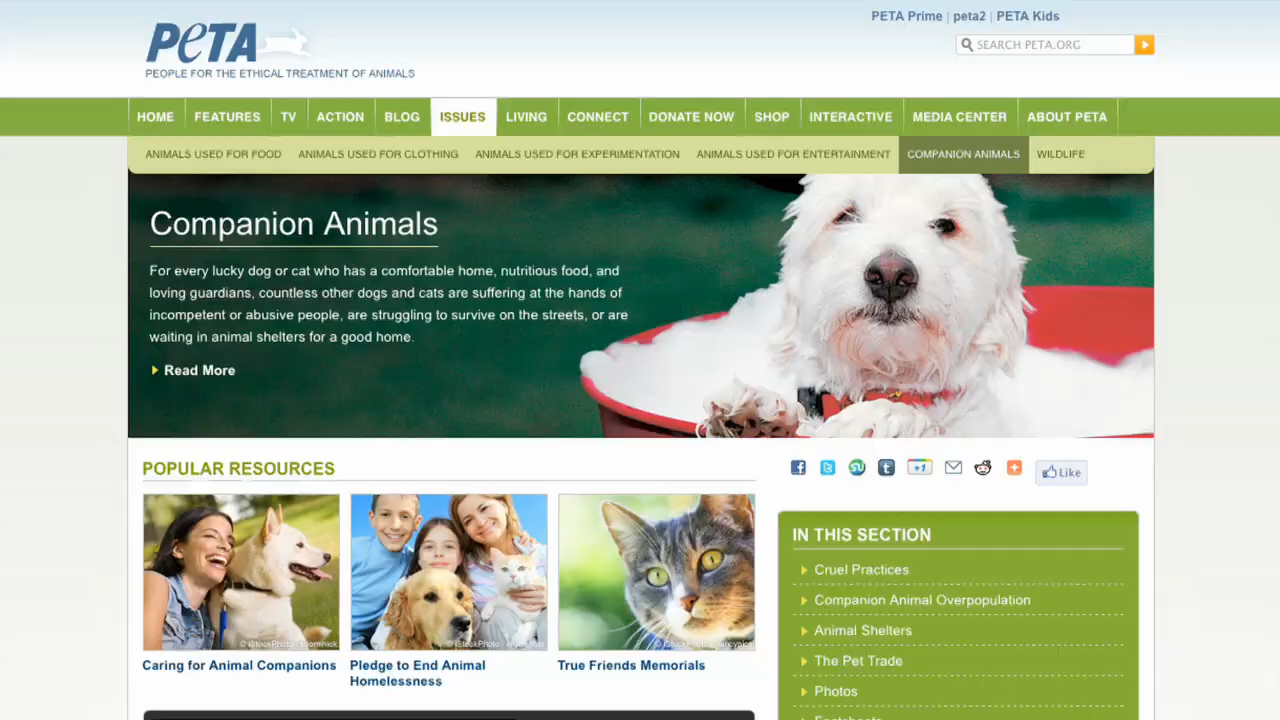 PETA Prime | peta2 | PETA Kids
PETA
PEOPLE FOR THE ETHICAL TREATMENT OF ANIMALS
SEARCH PETA.ORG
HOME FEATURES TV ACTION BLOG ISSUES LIVING CONNECT DONATE NOW SHOP INTERACTIVE MEDIA CENTER ABOUT PETA
ANIMALS USED FOR FOOD ANIMALS USED FOR CLOTHING ANIMALS USED FOR EXPERIMENTATION ANIMALS USED FOR ENTERTAINMENT COMPANION ANIMALS WILDLIFE
Companion Animals
For every lucky dog or cat who has a comfortable home, nutritious food, and
loving guardians, countless other dogs and cats are suffering at the hands of
incompetent or abusive people, are struggling to survive on the streets, or are
waiting in animal shelters for a good home.
Read More
POPULAR RESOURCES
+1
Like
© iStockPhoto
© iStockPhoto
© iStockPhoto
Caring for Animal Companions
Pledge to End Animal
Homelessness
True Friends Memorials
IN THIS SECTION
Cruel Practices
Companion Animal Overpopulation
Animal Shelters
The Pet Trade
Photos